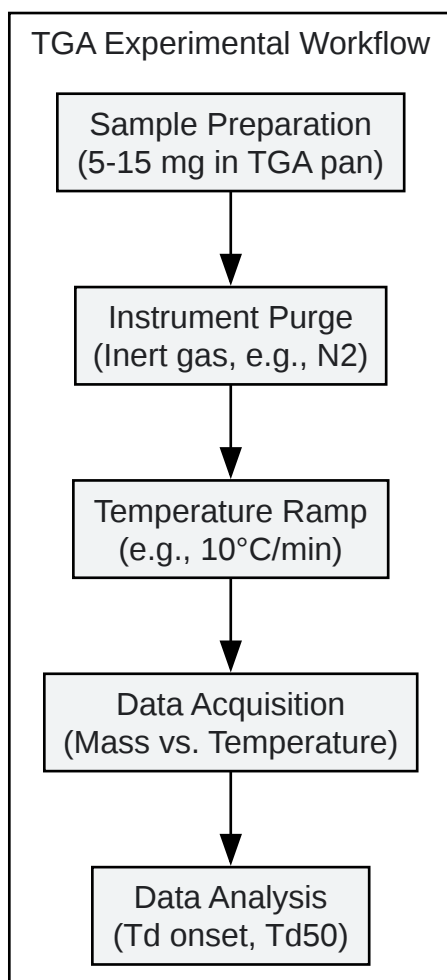 TGA Experimental Workflow
Sample Preparation
(5-15 mg in TGA pan)
Instrument Purge
(Inert gas, e.g., N2)
Temperature Ramp
(e.g., 10°C/min)
Data Acquisition
(Mass vs. Temperature)
Data Analysis
(Td onset, Td50)